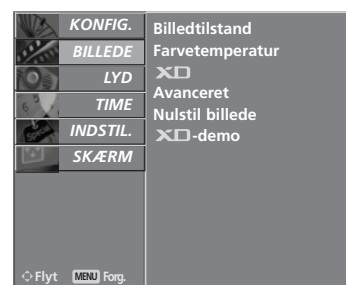 KONFIG.
BILLEDE
LYD
TIME
INDSTIL.
SKÆRM
Billedtilstand
Farvetemperatur
XD
Avanceret
Nulstil billede
XD-demo
Flyt MENU Forg.